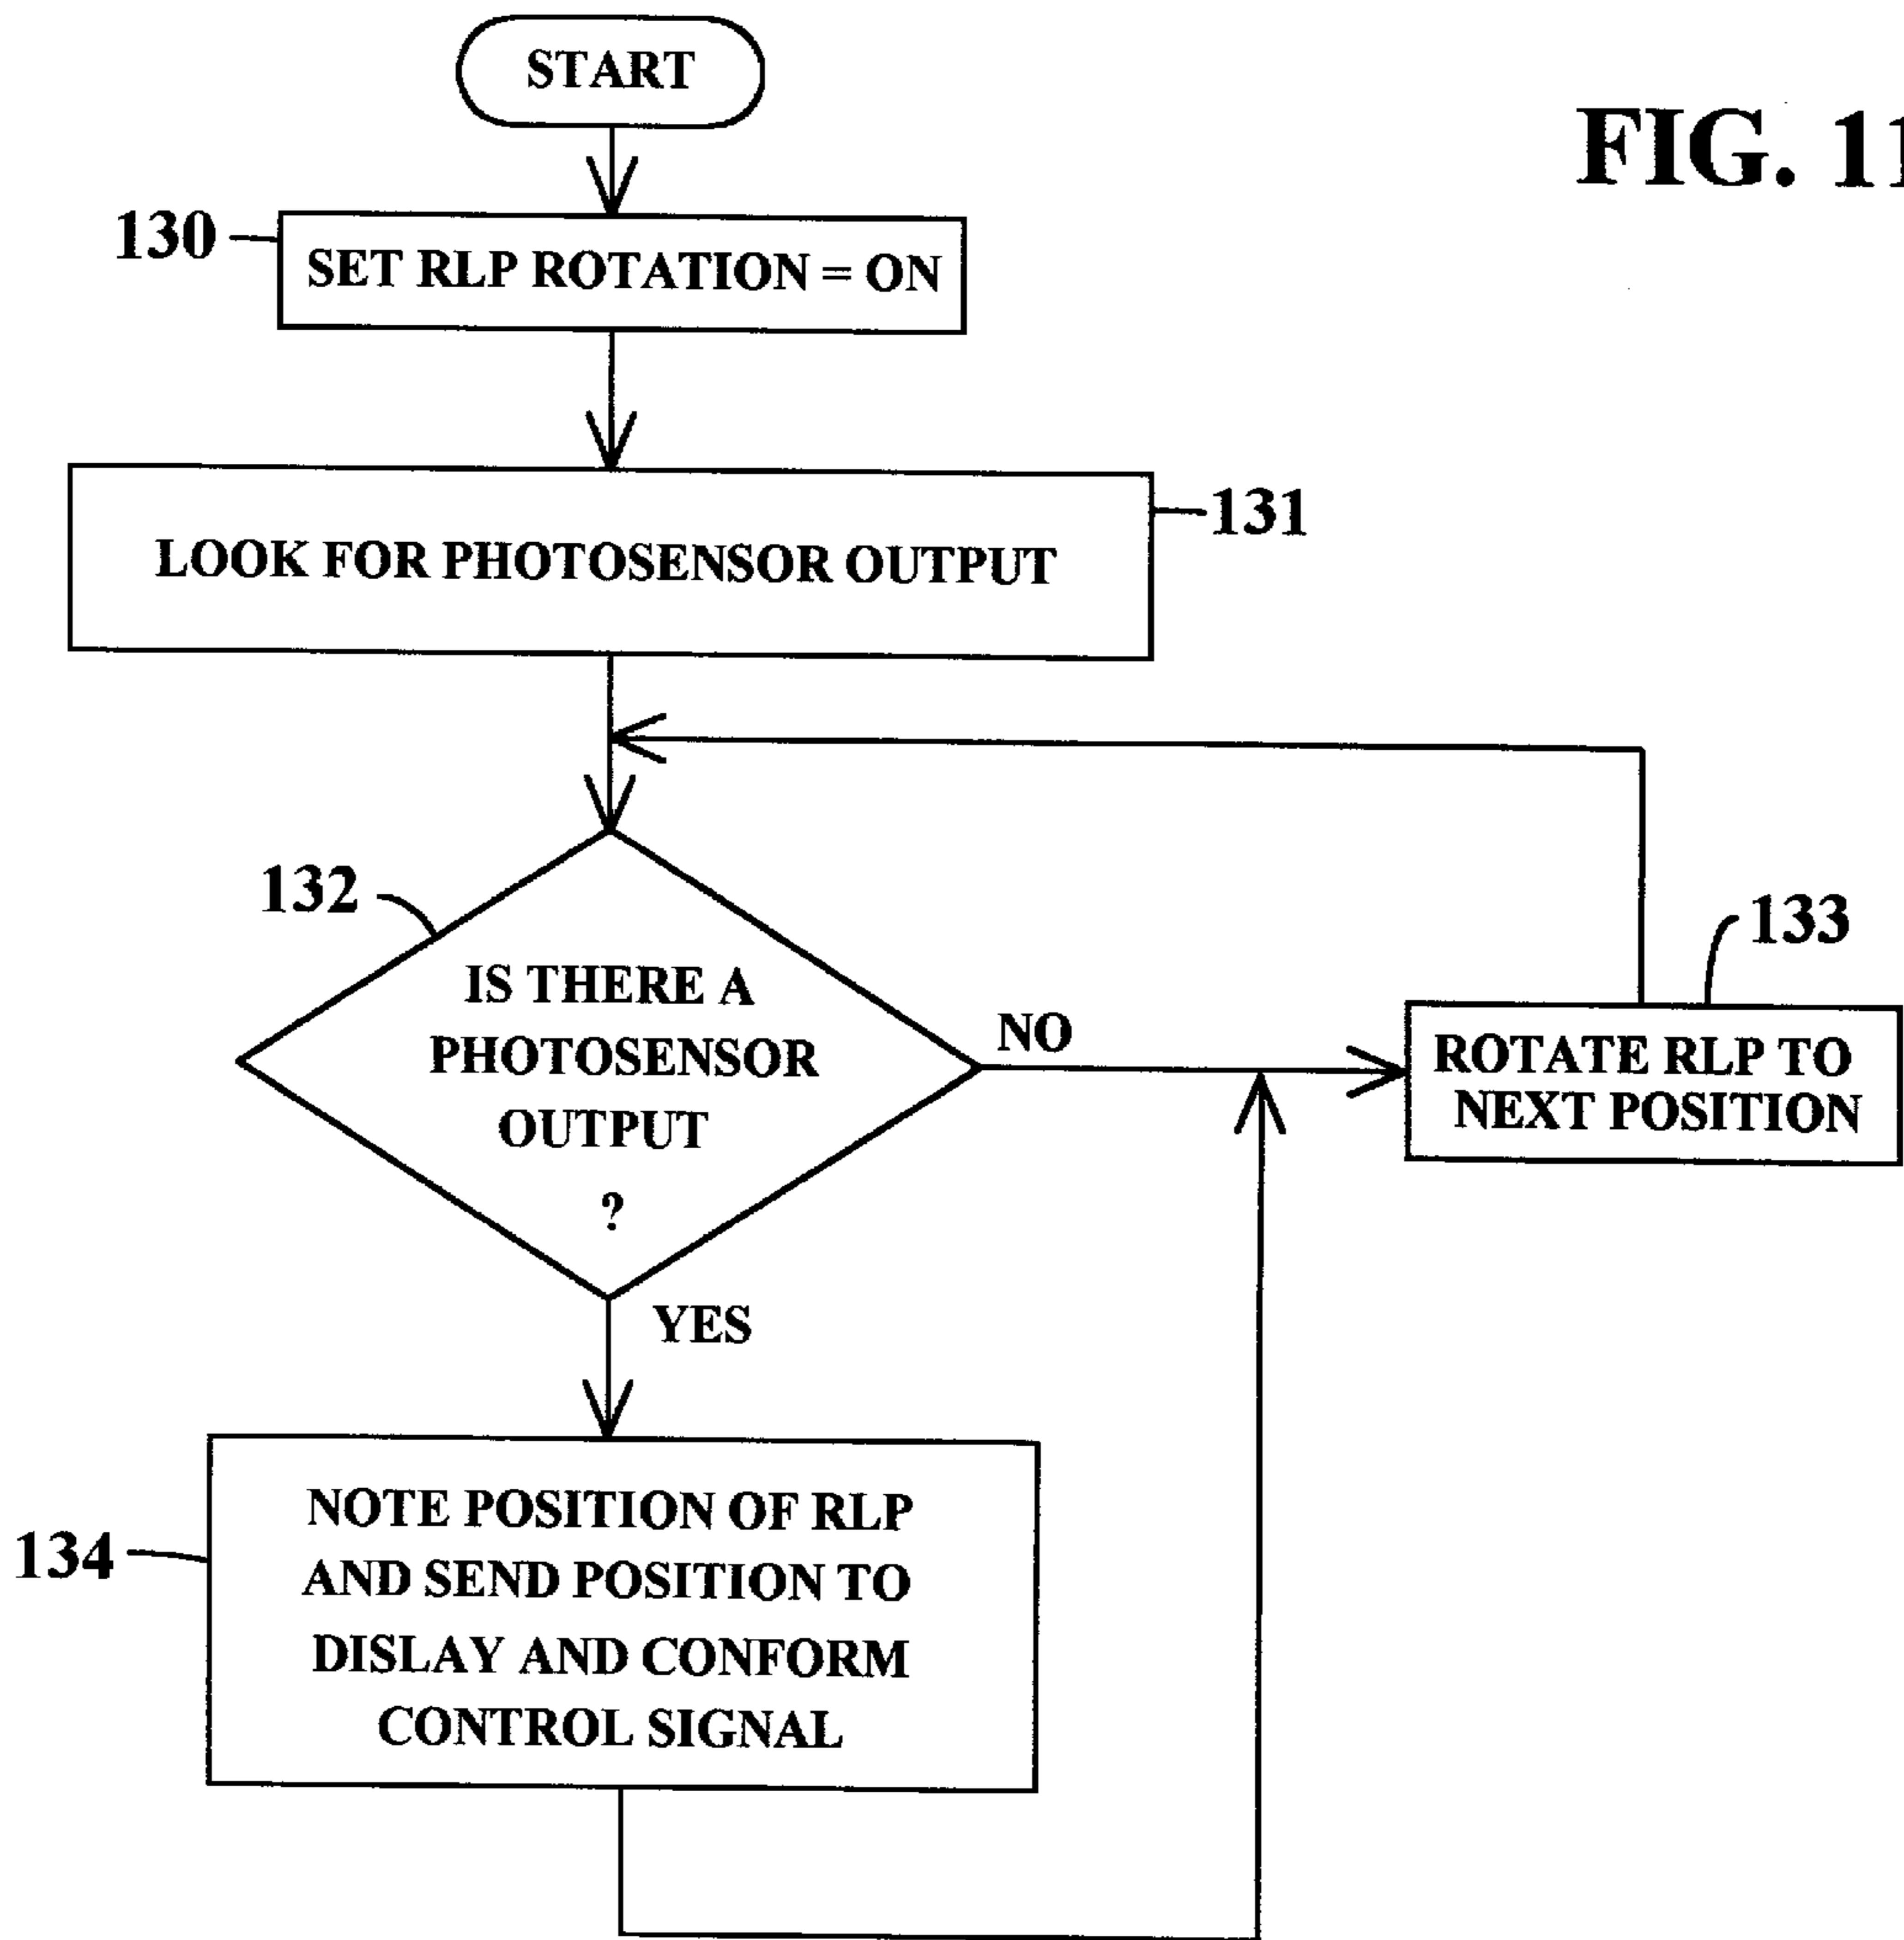 START
FIG. 11
130
SET RLP ROTATION = ON
LOOK FOR PHOTOSENSOR OUTPUT
131
132
IS THERE A
PHOTOSENSOR
OUTPUT
?
NO
133
ROTATE RLP TO
NEXT POSITION
YES
134
NOTE POSITION OF RLP
AND SEND POSITION TO
DISLAY AND CONFORM
CONTROL SIGNAL